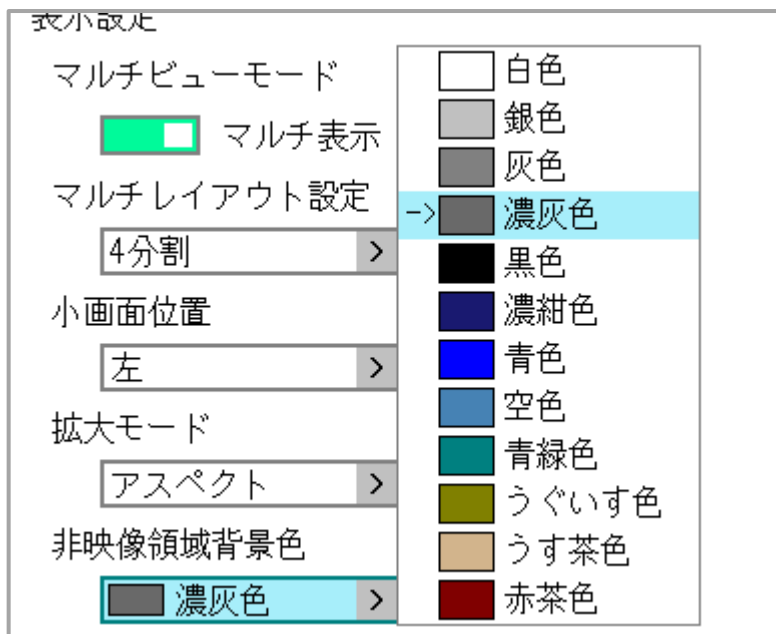 表示設定
マルチビューモード
マルチ表示
マルチレイアウト設定
4分割 >
小画面位置
左 >
拡大モード
アスペクト >
非映像領域背景色
濃灰色 >
白色
銀色
灰色
->濃灰色
黒色
濃紺色
青色
空色
青緑色
うぐいす色
うす茶色
赤茶色